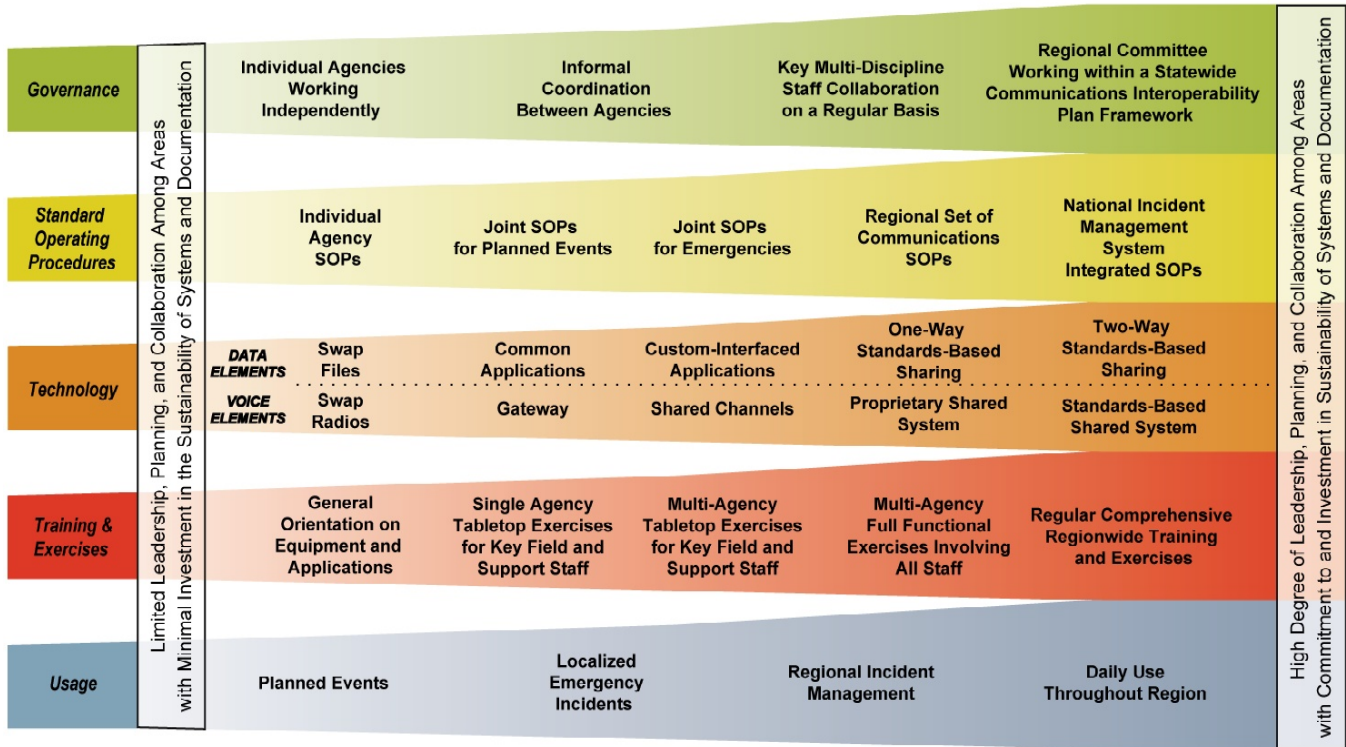 Limited Leadership, Planning, and Collaboration Among Areas
with Minimal Investment in the Sustainability of Systems and Documentation
Governance
Individual Agencies
Working
Independently
Informal
Coordination
Between Agencies
Key Multi-Discipline
Staff Collaboration
on a Regular Basis
Regional Committee
Working within a Statewide
Communications Interoperability
Plan Framework
Standard
Operating
Procedures
Individual
Agency
SOPs
Joint SOPs
for Planned Events
Joint SOPs
for Emergencies
Regional Set of
Communications
SOPs
National Incident
Management
System
Integrated SOPs
Technology
DATA
ELEMENTS
Swap
Files
Common
Applications
Custom-Interfaced
Applications
One-Way
Standards-Based
Sharing
Two-Way
Standards-Based
Sharing
VOICE
ELEMENTS
Swap
Radios
Gateway
Shared Channels
Proprietary Shared
System
Standards-Based
Shared System
Training &
Exercises
General
Orientation on
Equipment and
Applications
Single Agency
Tabletop Exercises
for Key Field and
Support Staff
Multi-Agency
Tabletop Exercises
for Key Field and
Support Staff
Multi-Agency
Full Functional
Exercises Involving
All Staff
Regular Comprehensive
Regionwide Training
and Exercises
Usage
Planned Events
Localized
Emergency
Incidents
Regional Incident
Management
Daily Use
Throughout Region
High Degree of Leadership, Planning, and Collaboration Among Areas
with Commitment to and Investment in Sustainability of Systems and Documentation